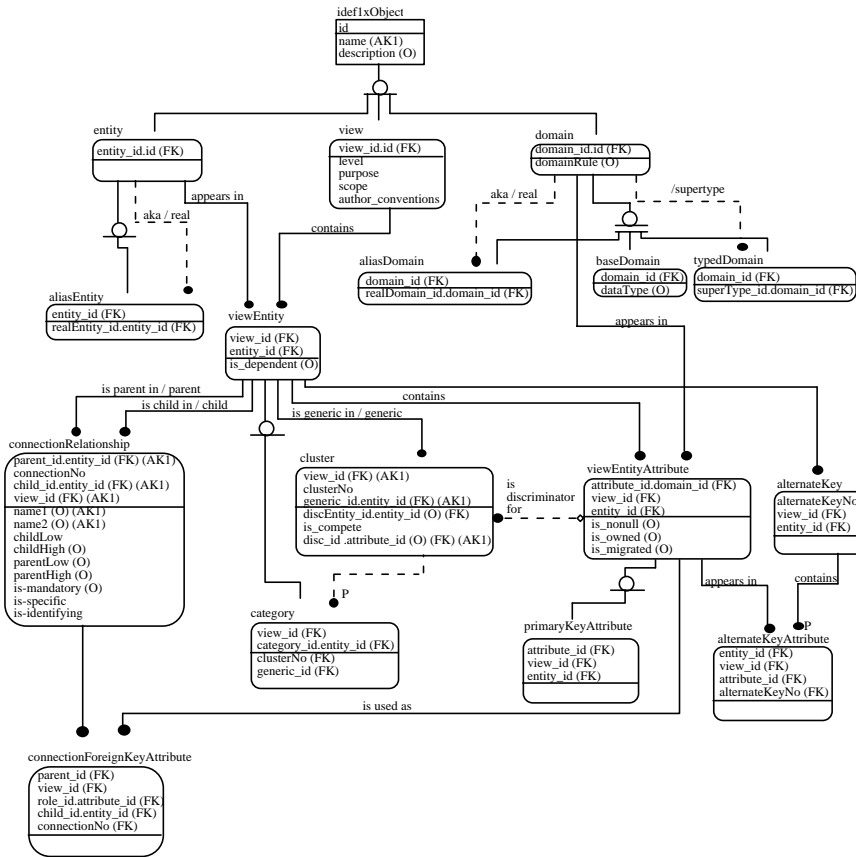 idef1xObject
id
name (AK1)
description (O)
entity
entity_id.id (FK)
view
view_id.id (FK)
level
purpose
scope
author_conventions
domain
domain_id.id (FK)
domainRule (O)
aka / real
appears in
contains
aka / real
/supertype
aliasEntity
entity_id (FK)
realEntity_id.entity_id (FK)
aliasDomain
domain_id (FK)
realDomain_id.domain_id (FK)
baseDomain
domain_id (FK)
dataType (O)
typedDomain
domain_id (FK)
superType_id.domain_id (FK)
viewEntity
view_id (FK)
entity_id (FK)
is_dependent (O)
appears in
is parent in / parent
is child in / child
is generic in / generic
contains
connectionRelationship
parent_id.entity_id (FK) (AK1)
connectionNo
child_id.entity_id (FK) (AK1)
view_id (FK) (AK1)
name1 (O) (AK1)
name2 (O) (AK1)
childLow
childHigh (O)
parentLow (O)
parentHigh (O)
is-mandatory (O)
is-specific
is-identifying
cluster
view_id (FK) (AK1)
clusterNo
generic_id.entity_id (FK) (AK1)
discEntity_id.entity_id (O) (FK)
is_compete
disc_id .attribute_id (O) (FK) (AK1)
is
discriminator
for
viewEntityAttribute
attribute_id.domain_id (FK)
view_id (FK)
entity_id (FK)
is_nonull (O)
is_owned (O)
is_migrated (O)
alternateKey
alternateKeyNo
view_id (FK)
entity_id (FK)
P
appears in
contains
P
category
view_id (FK)
category_id.entity_id (FK)
clusterNo (FK)
generic_id (FK)
primaryKeyAttribute
attribute_id (FK)
view_id (FK)
entity_id (FK)
alternateKeyAttribute
entity_id (FK)
view_id (FK)
attribute_id (FK)
alternateKeyNo (FK)
is used as
connectionForeignKeyAttribute
parent_id (FK)
view_id (FK)
role_id.attribute_id (FK)
child_id.entity_id (FK)
connectionNo (FK)